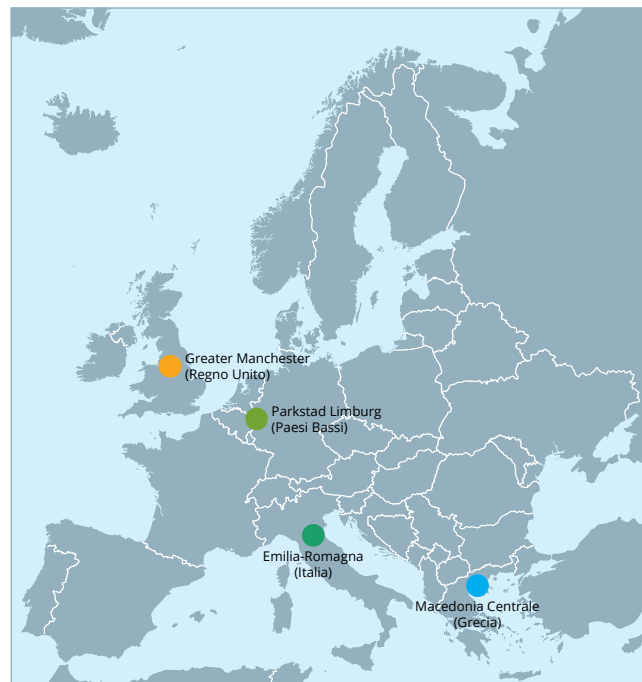 Greater Manchester
(Regno Unito)
Parkstad Limburg
(Paesi Bassi)
Emilia-Romagna
(Italia)
Macedonia Centrale
(Grecia)